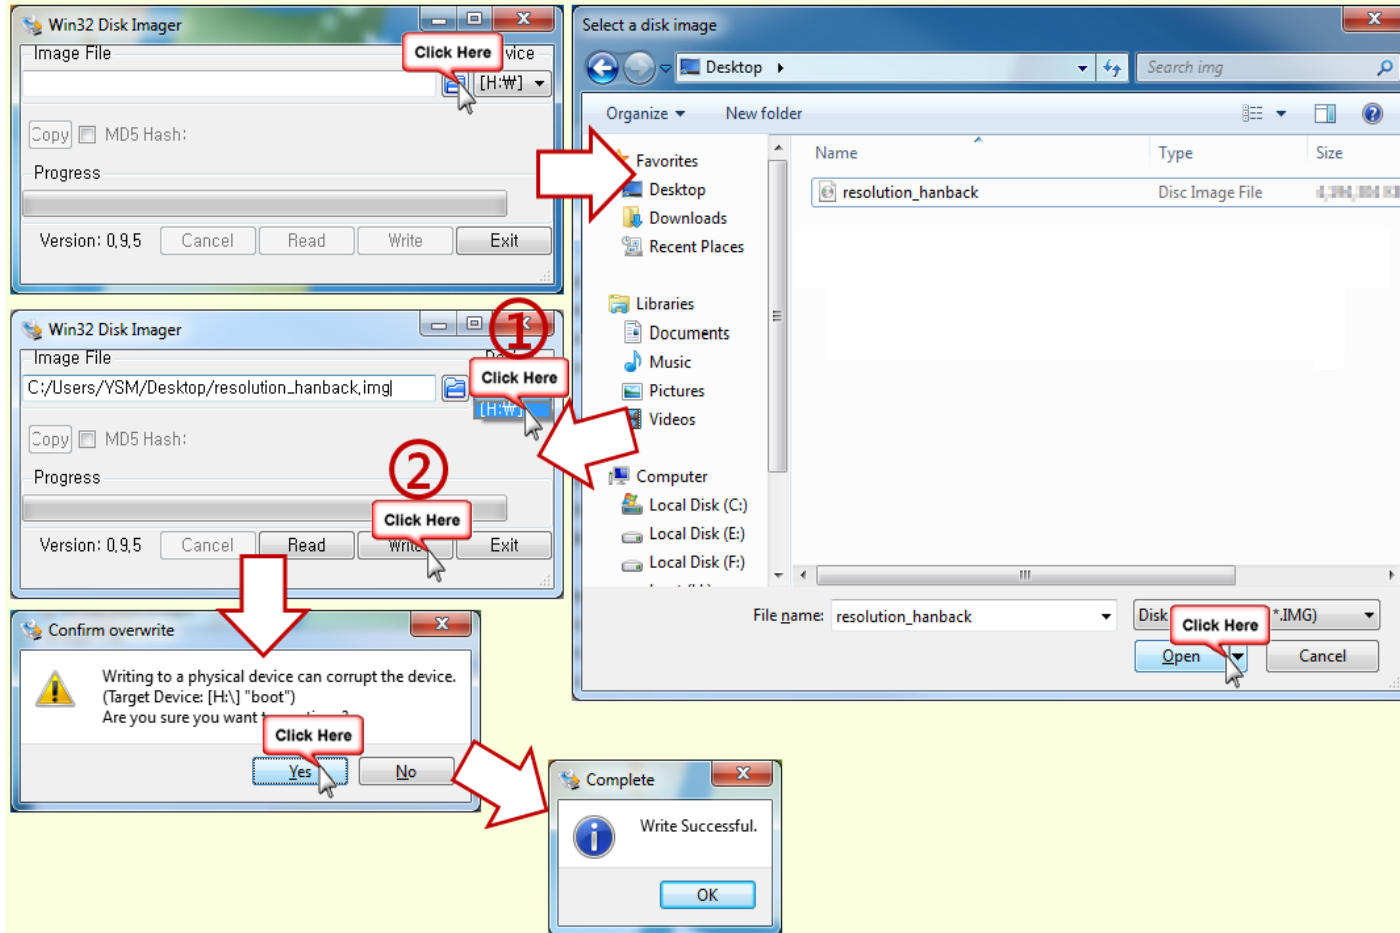 Win32 Disk Imager
Image File
Click Here
vice
[H:₩]
Copy
MD5 Hash:
Progress
Version: 0,9,5
Cancel
Read
Write
Exit
Select a disk image
Desktop
Search img
Organize
New folder
Favorites
Desktop
Downloads
Recent Places
Libraries
Documents
Music
Pictures
Videos
Computer
Local Disk (C:)
Local Disk (E:)
Local Disk (F:)
Name
Type
Size
resolution_hanback
Disc Image File
File name:
resolution_hanback
Disk
*.IMG)
Click Here
Open
Cancel
Win32 Disk Imager
①
Image File
Click Here
C:/Users/YSM/Desktop/resolution_hanback,img
[H:₩]
Copy
MD5 Hash:
②
Progress
Click Here
Version: 0,9,5
Cancel
Read
Write
Exit
Confirm overwrite
Writing to a physical device can corrupt the device.
(Target Device: [H:\] "boot")
Are you sure you want
Click Here
Yes
No
Complete
Write Successful.
OK